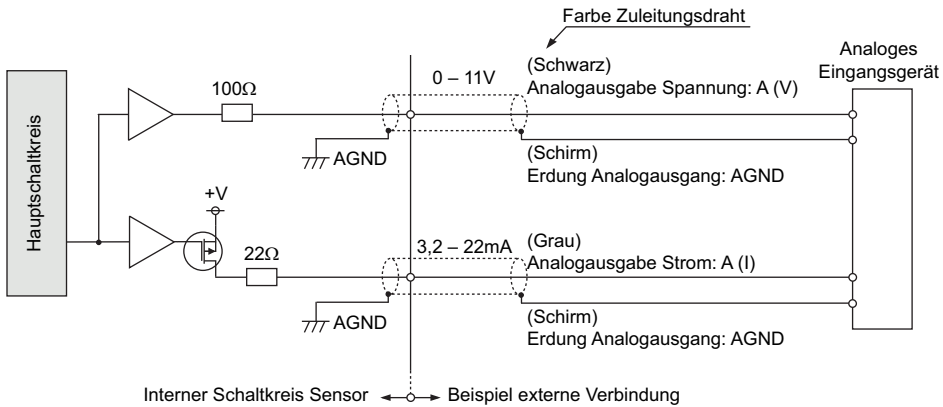 Farbe Zuleitungsdraht
Analoges
Eingangsgerät
Hauptschaltkreis
100Ω
0 – 11V
(Schwarz)
Analogausgabe Spannung: A (V)
AGND
(Schirm)
Erdung Analogausgang: AGND
+V
22Ω
3,2 – 22mA
(Grau)
Analogausgabe Strom: A (I)
AGND
(Schirm)
Erdung Analogausgang: AGND
Interner Schaltkreis Sensor
Beispiel externe Verbindung